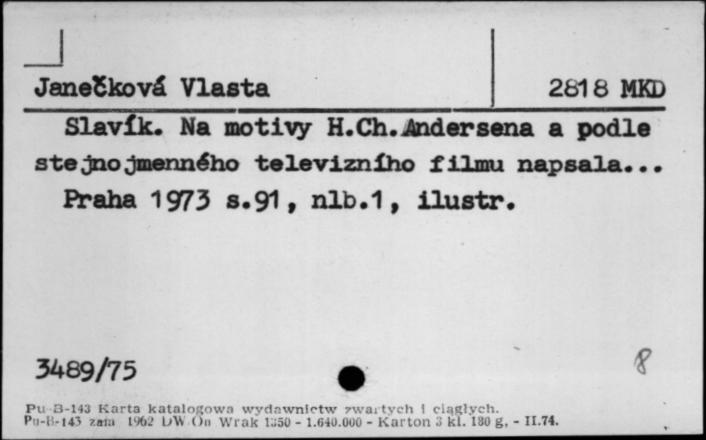 Janečková Vlasta 2818 MKD
Slavík. Na motivy H.Ch.Andersena a podle
stejnojmenného televizního filmu napsala...
Praha 1973 s.91, nlb.1, ilustr.
3489/75 8
Pu-B-143 Karta katalogowa wydawnictw zwartych i ciągłych.
Pu-B-143 zam 1962 DW On Wrak 1350 - 1.640.000 - Karton 3 kl. 180 g, - II.74.